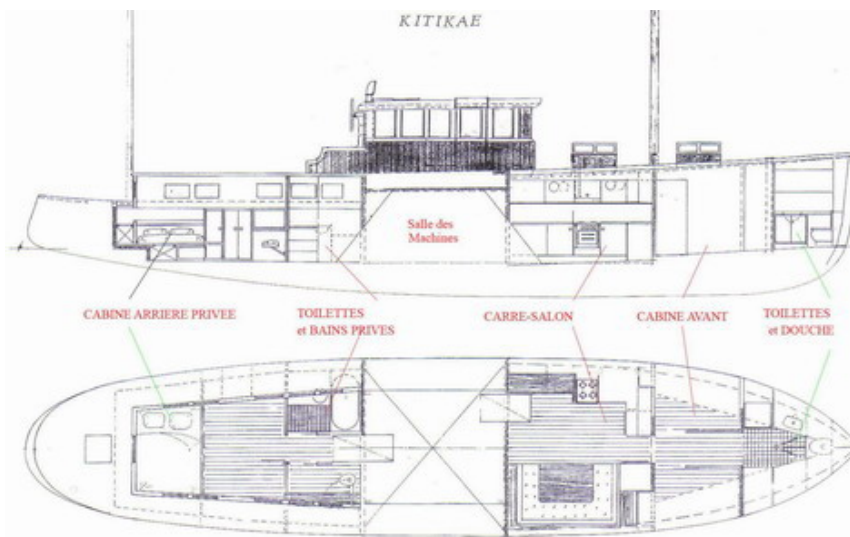 KITIKAE
Salle des
Machines
CABINE ARRIERE PRIVEE
TOILETTES
et BAINS PRIVES
CARRE-SALON
CABINE AVANT
TOILETTES
et DOUCHE